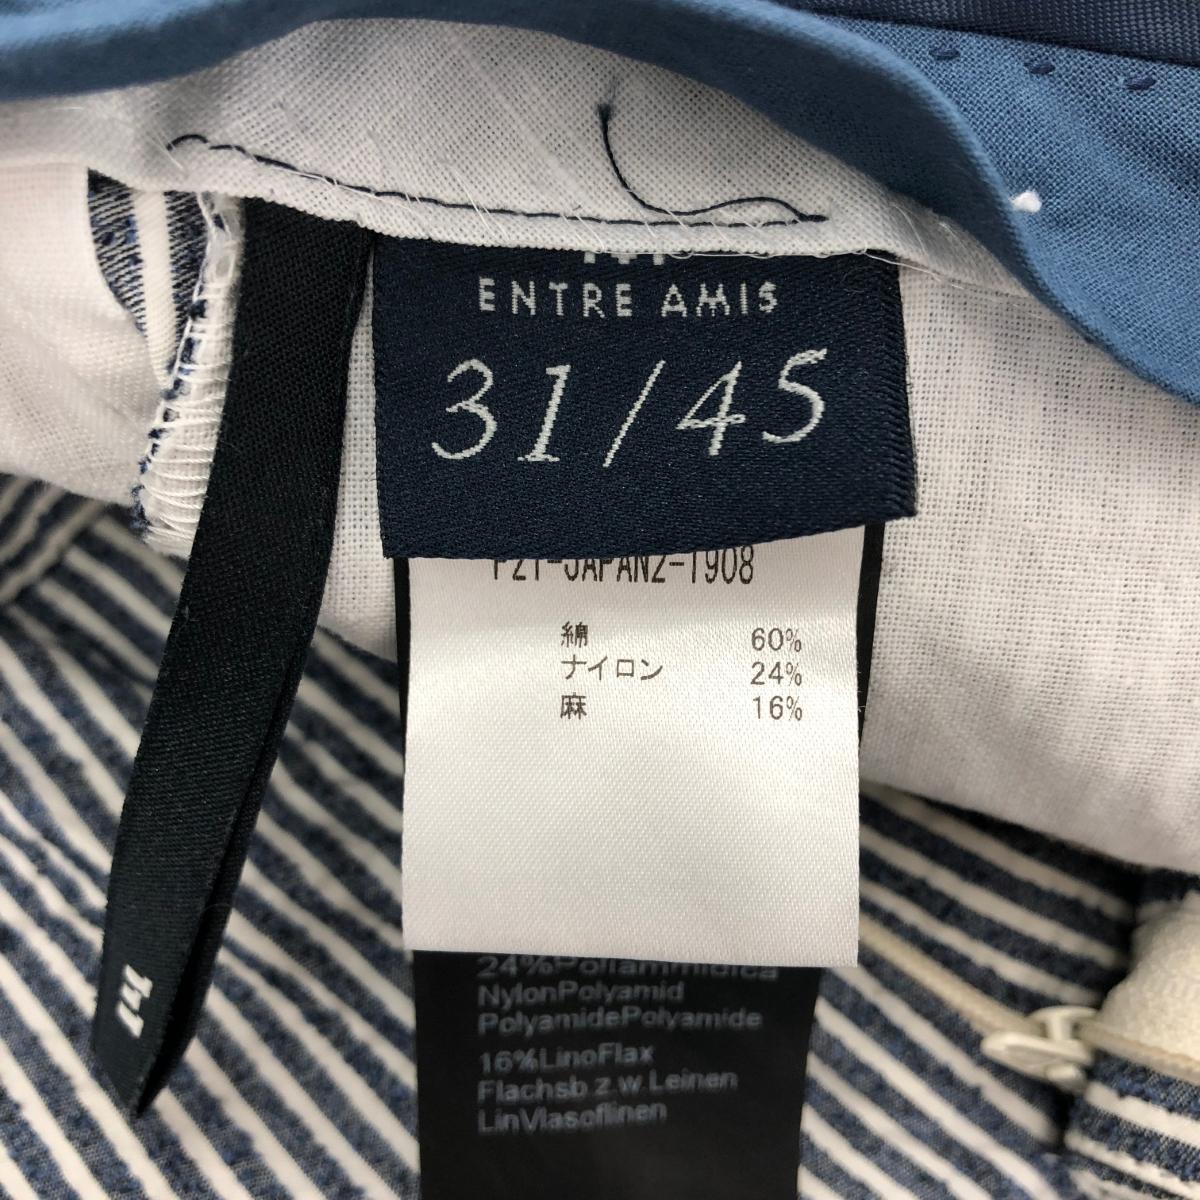 ENTRE AMIS
31/45
P21-JAPAN2-1908
綿 60%
ナイロン 24%
麻 16%
24%Poliammidica
NylonPolyamid
PolyamidePolyamide
16%LinoFlax
Flachsb.z.w.Leinen
LinVlasoflinen